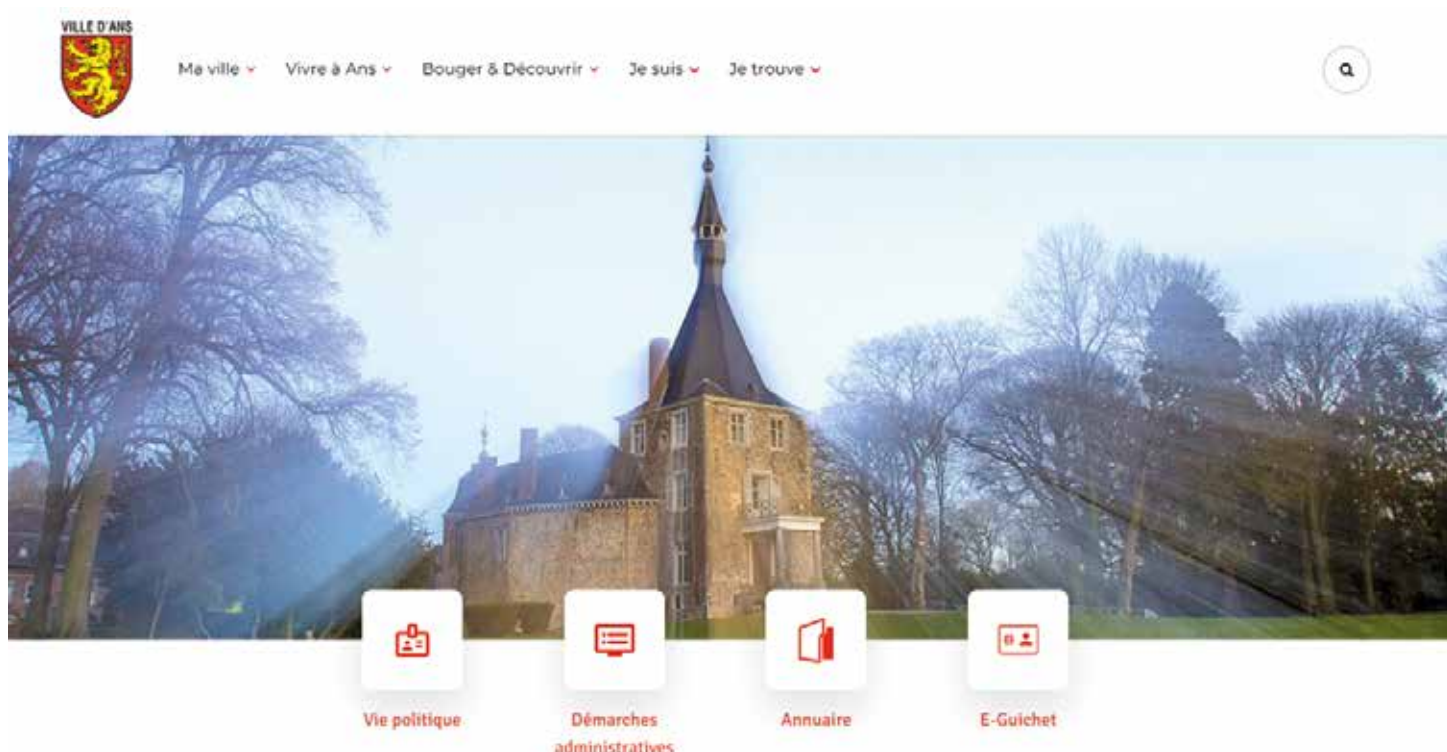 VILLE D'ANS
Ma ville Vivre à Ans Bouger & Découvrir Je suis Je trouve
Vie politique Démarches administratives Annuaire E-Guichet